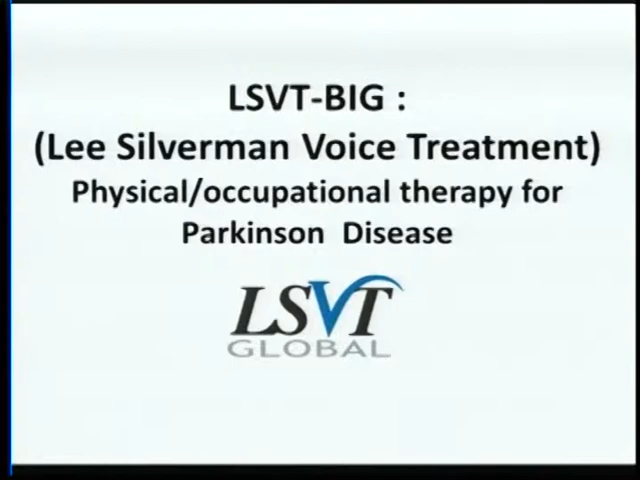 LSVT-BIG :
(Lee Silverman Voice Treatment)
Physical/occupational therapy for
Parkinson Disease
LSVT
GLOBAL